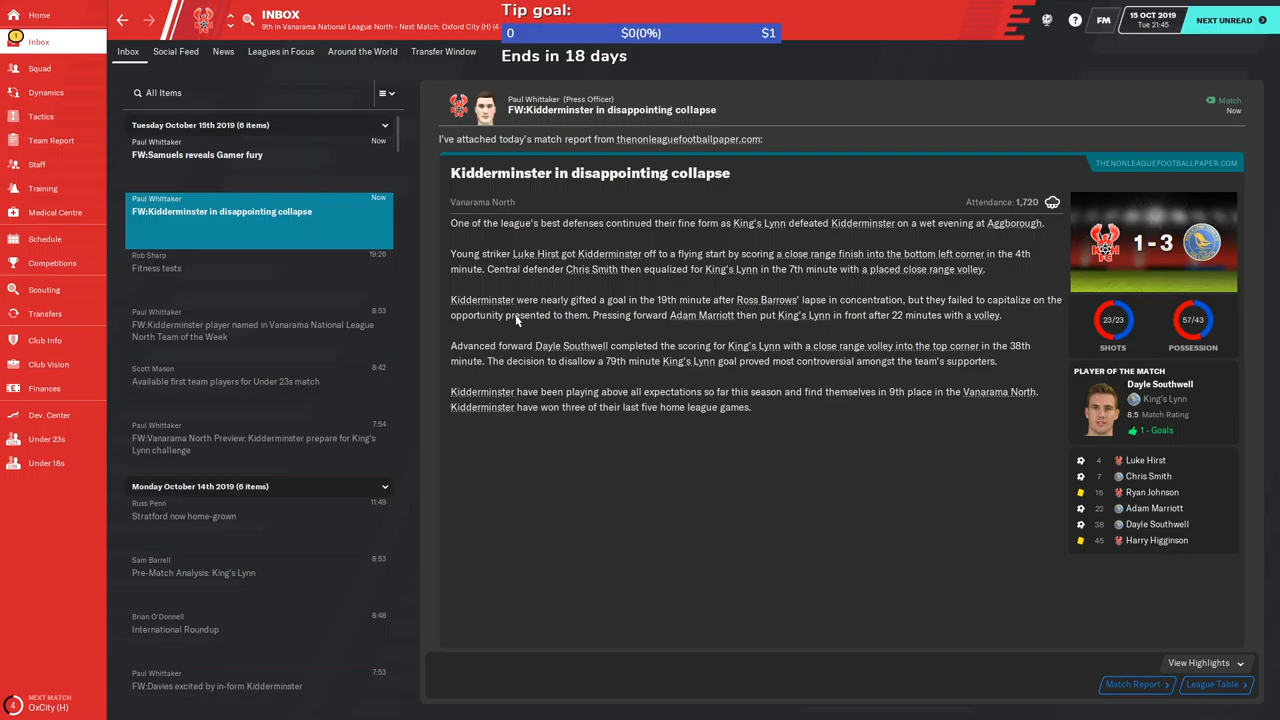 Home
Inbox
Squad
Dynamics
Tactics
Team Report
Staff
Training
Medical Centre
Schedule
Competitions
Scouting
Transfers
Club Info
Club Vision
Finances
Dev. Center
Under 23s
Under 18s
4
NEXT MATCH
OxCity (H)
INBOX
9th in Vanarama National League North - Next Match: Oxford City (H) (4
Tip goal:
0 $0(0%) $1
Ends in 18 days
? FM
15 OCT 2019
Tue 21:45
NEXT UNREAD
Inbox Social Feed News Leagues in Focus Around the World Transfer Window
All Items
Tuesday October 15th 2019 (6 items)
Paul Whittaker Now
FW:Samuels reveals Gamer fury
Paul Whittaker Now
FW:Kidderminster in disappointing collapse
Rob Sharp 19:26
Fitness tests
Paul Whittaker 8:53
FW:Kidderminster player named in Vanarama National League
North Team of the Week
Scott Mason 8:42
Available first team players for Under 23s match
Paul Whittaker 7:54
FW:Vanarama North Preview: Kidderminster prepare for King's
Lynn challenge
Monday October 14th 2019 (6 items)
Russ Penn 11:49
Stratford now home-grown
Sam Barrell 8:53
Pre-Match Analysis: King's Lynn
Brian O'Donnell 8:48
International Roundup
Paul Whittaker 7:53
FW:Davies excited by in-form Kidderminster
Paul Whittaker (Press Officer)
FW:Kidderminster in disappointing collapse
Match
Now
I've attached today's match report from thenonleaguefootballpaper.com:
THENONLEAGUEFOOTBALLPAPER.COM
Kidderminster in disappointing collapse
Vanarama North Attendance: 1,720
One of the league's best defenses continued their fine form as King's Lynn defeated Kidderminster on a wet evening at Aggborough.
Young striker Luke Hirst got Kidderminster off to a flying start by scoring a close range finish into the bottom left corner in the 4th
minute. Central defender Chris Smith then equalized for King's Lynn in the 7th minute with a placed close range volley.
Kidderminster were nearly gifted a goal in the 19th minute after Ross Barrows' lapse in concentration, but they failed to capitalize on the
opportunity presented to them. Pressing forward Adam Marriott then put King's Lynn in front after 22 minutes with a volley.
Advanced forward Dayle Southwell completed the scoring for King's Lynn with a close range volley into the top corner in the 38th
minute. The decision to disallow a 79th minute King's Lynn goal proved most controversial amongst the team's supporters.
Kidderminster have been playing above all expectations so far this season and find themselves in 9th place in the Vanarama North.
Kidderminster have won three of their last five home league games.
1 - 3
23/23 57/43
SHOTS POSSESSION
PLAYER OF THE MATCH
Dayle Southwell
King's Lynn
8.5 Match Rating
1 - Goals
4 Luke Hirst
7 Chris Smith
16 Ryan Johnson
22 Adam Marriott
38 Dayle Southwell
45 Harry Higginson
View Highlights
Match Report
League Table